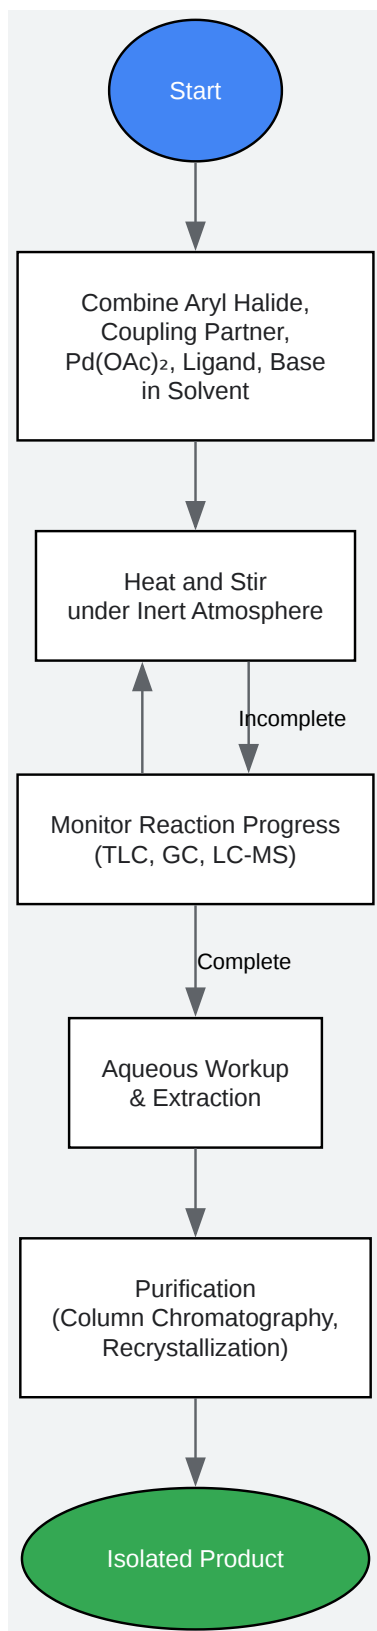 Start
Combine Aryl Halide,
Coupling Partner,
Pd(OAc)₂, Ligand, Base
in Solvent
Heat and Stir
under Inert Atmosphere
Incomplete
Monitor Reaction Progress
(TLC, GC, LC-MS)
Complete
Aqueous Workup
& Extraction
Purification
(Column Chromatography,
Recrystallization)
Isolated Product